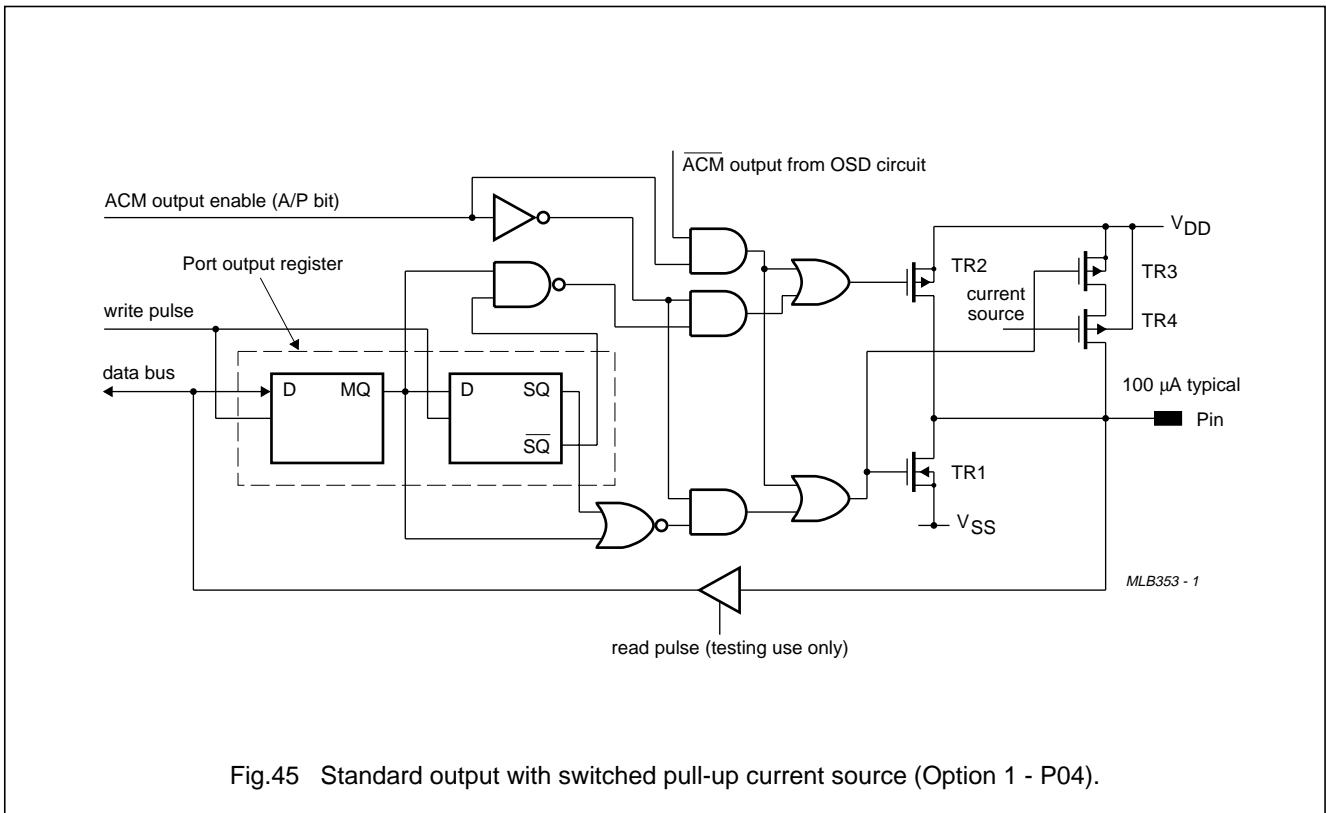 ACM output from OSD circuit
ACM output enable (A/P bit)
Port output register
write pulse
data bus
D MQ
D SQ
SQ
VDD
TR2
TR3
current
source
TR4
100 μA typical
Pin
TR1
VSS
MLB353 - 1
read pulse (testing use only)
Fig.45 Standard output with switched pull-up current source (Option 1 - P04).